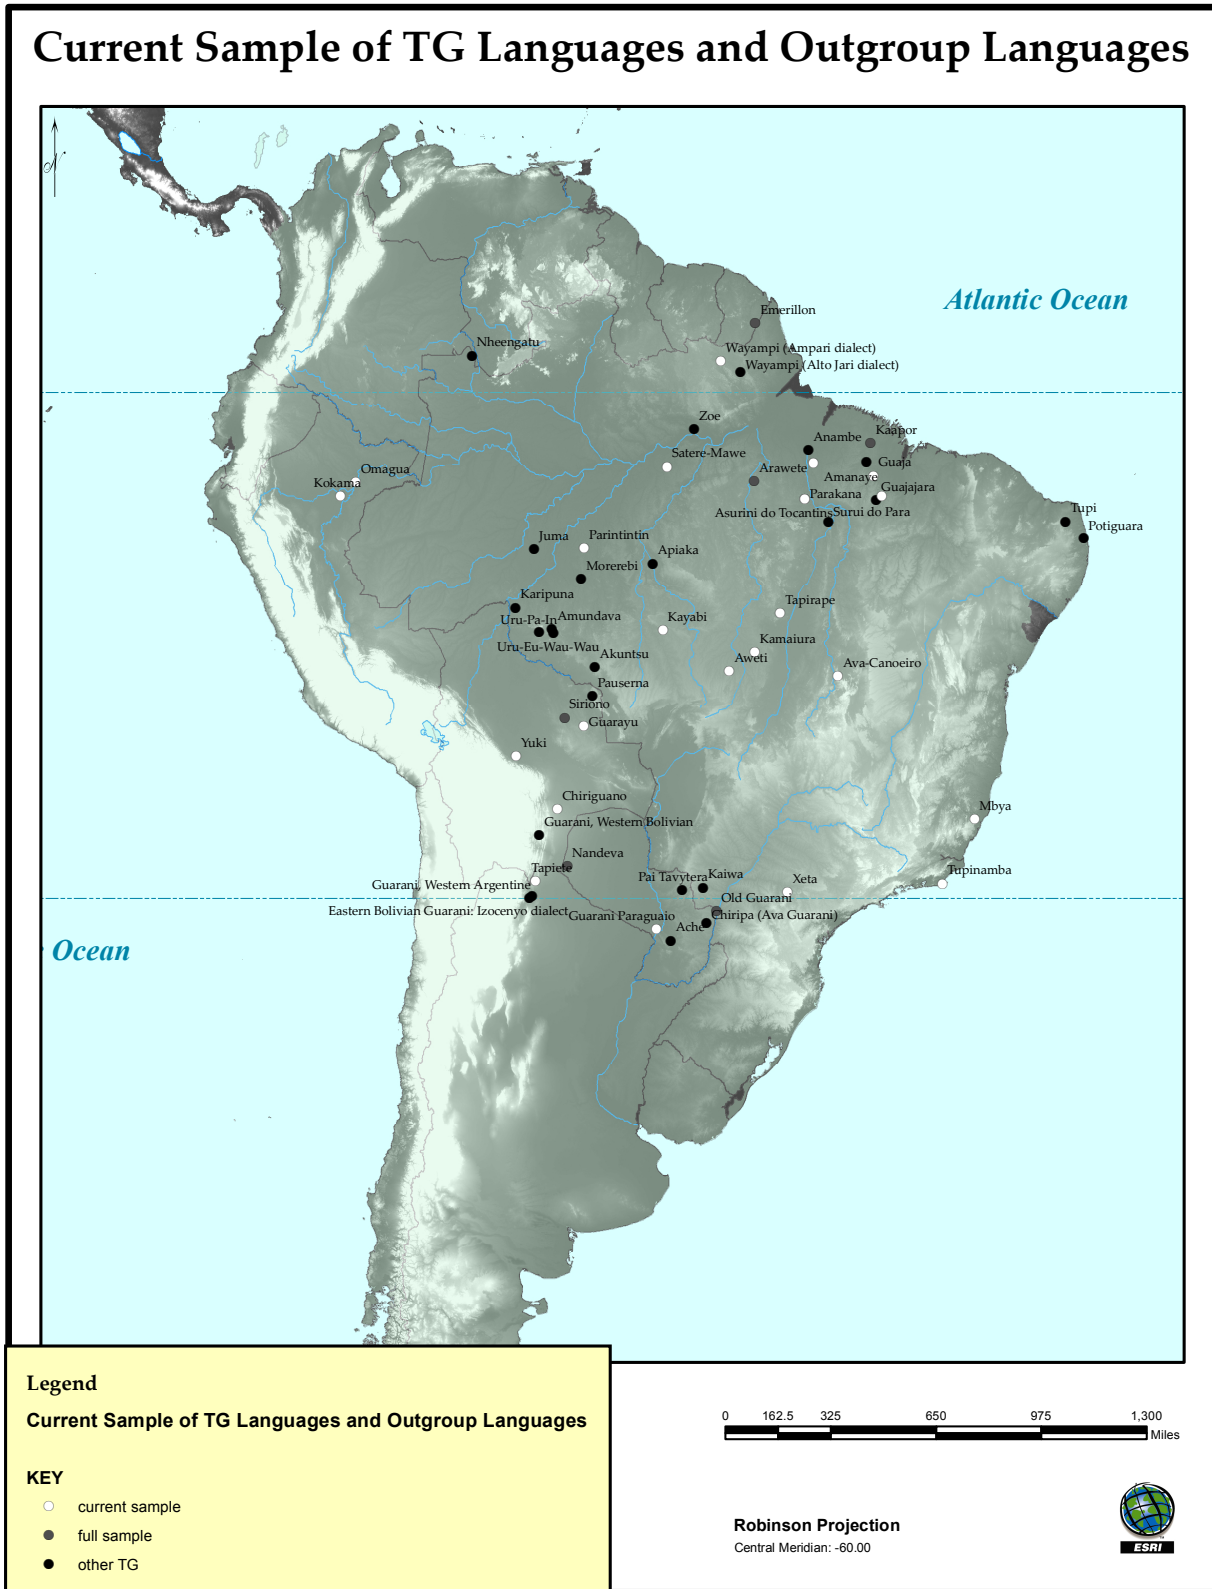 Current Sample of TG Languages and Outgroup Languages
N
Atlantic Ocean
Emerillon
Nheengatu
Wayampi (Ampari dialect)
Wayampi (Alto Jari dialect)
Zoe
Anambe
Kaapor
Satere-Mawe
Arawete
Guaja
Omagua
Amanaye
Kokama
Guajajara
Parakana
Asurini do Tocantins
Surui do Para
Tupi
Potiguara
Juma
Parintintin
Apiaka
Morerebi
Karipuna
Tapirape
Uru-Pa-In
Amundava
Kayabi
Uru-Eu-Wau-Wau
Kamaiura
Akuntsu
Aweti
Ava-Canoeiro
Pauserna
Siriono
Guarayu
Yuki
Chiriguano
Mbya
Guarani, Western Bolivian
Nandeva
Tapiete
Pai Tavytera
Kaiwa
Xeta
Tupinamba
Guarani, Western Argentine
Old Guarani
Eastern Bolivian Guarani: Izocenyo dialect
Guarani Paraguaio
Chiripa (Ava Guarani)
Ache
Ocean
Legend
Current Sample of TG Languages and Outgroup Languages
KEY
current sample
full sample
other TG
0 162.5 325 650 975 1,300
Miles
Robinson Projection
Central Meridian: -60.00
ESRI